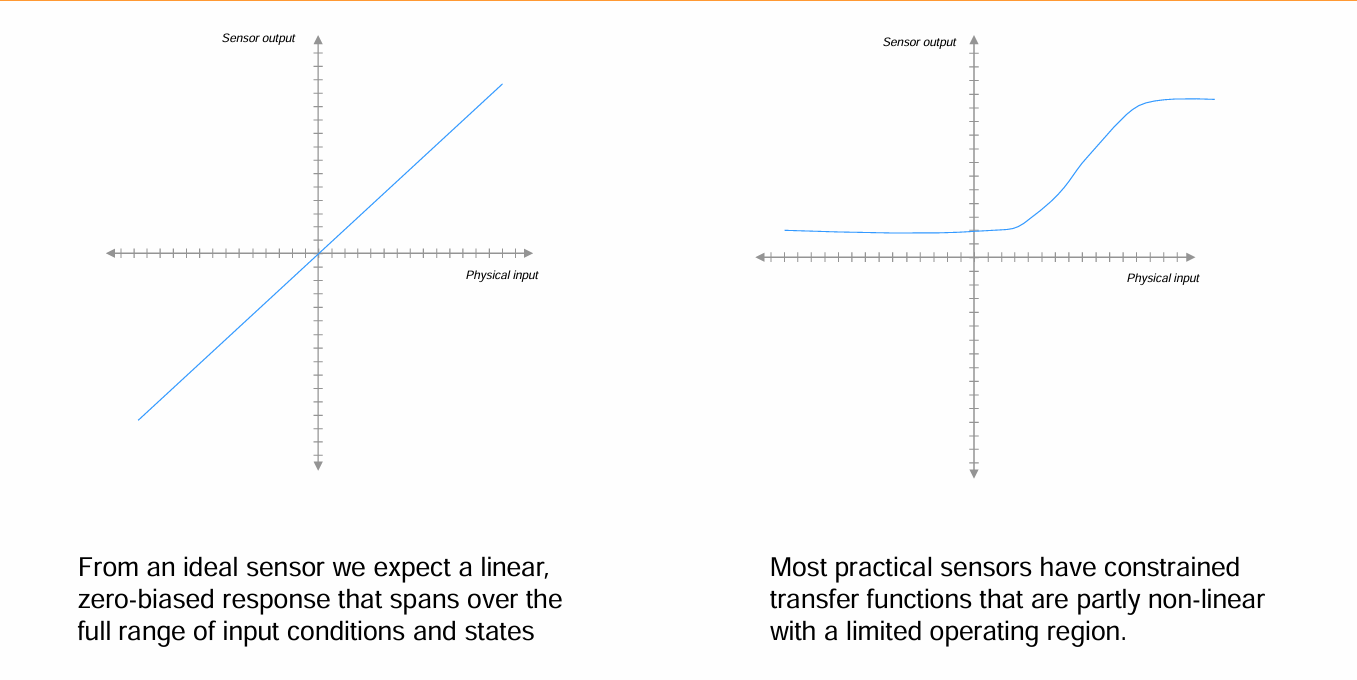 Sensor output
Physical input
From an ideal sensor we expect a linear,
zero-biased response that spans over the
full range of input conditions and states
Sensor output
Physical input
Most practical sensors have constrained
transfer functions that are partly non-linear
with a limited operating region.